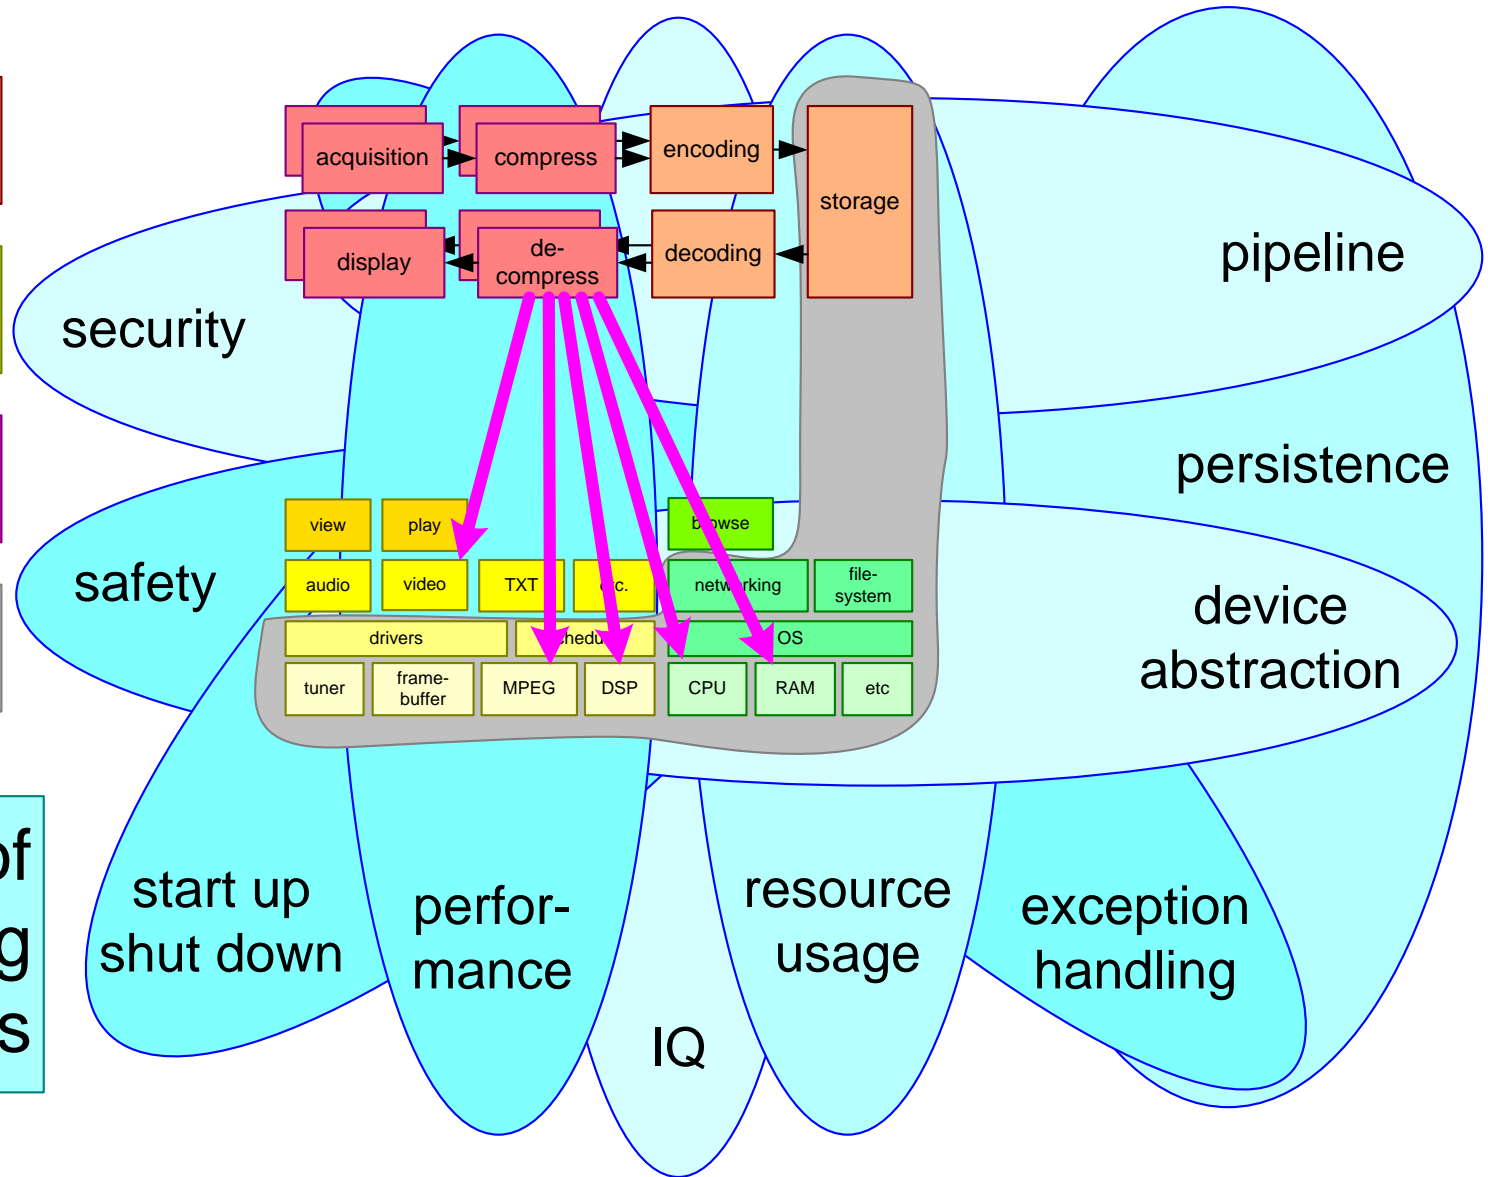 acquisition
compress
encoding
storage
display
de-
compress
decoding
pipeline
security
persistence
view
play
browse
safety
audio
video
TXT
etc.
networking
file-
system
device
abstraction
drivers
OS
tuner
frame-
buffer
MPEG
DSP
CPU
RAM
etc
of
g
s
start up
shut down
perfor-
mance
resource
usage
exception
handling
IQ